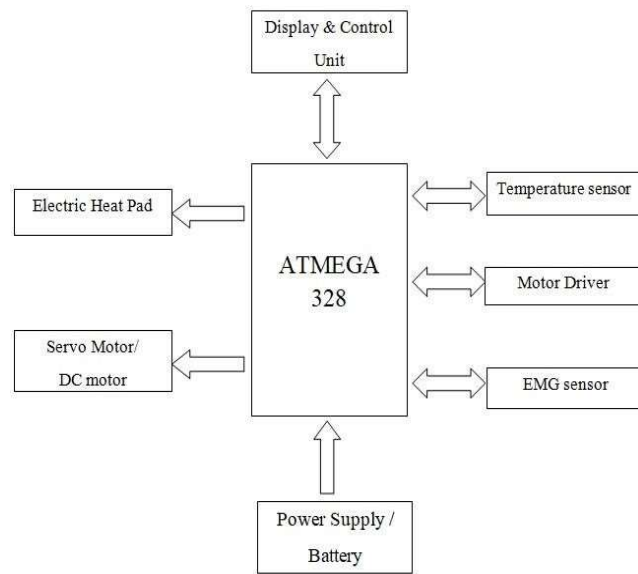 Display & Control
Unit
Electric Heat Pad
Temperature sensor
ATMEGA
328
Motor Driver
Servo Motor/
DC motor
EMG sensor
Power Supply /
Battery